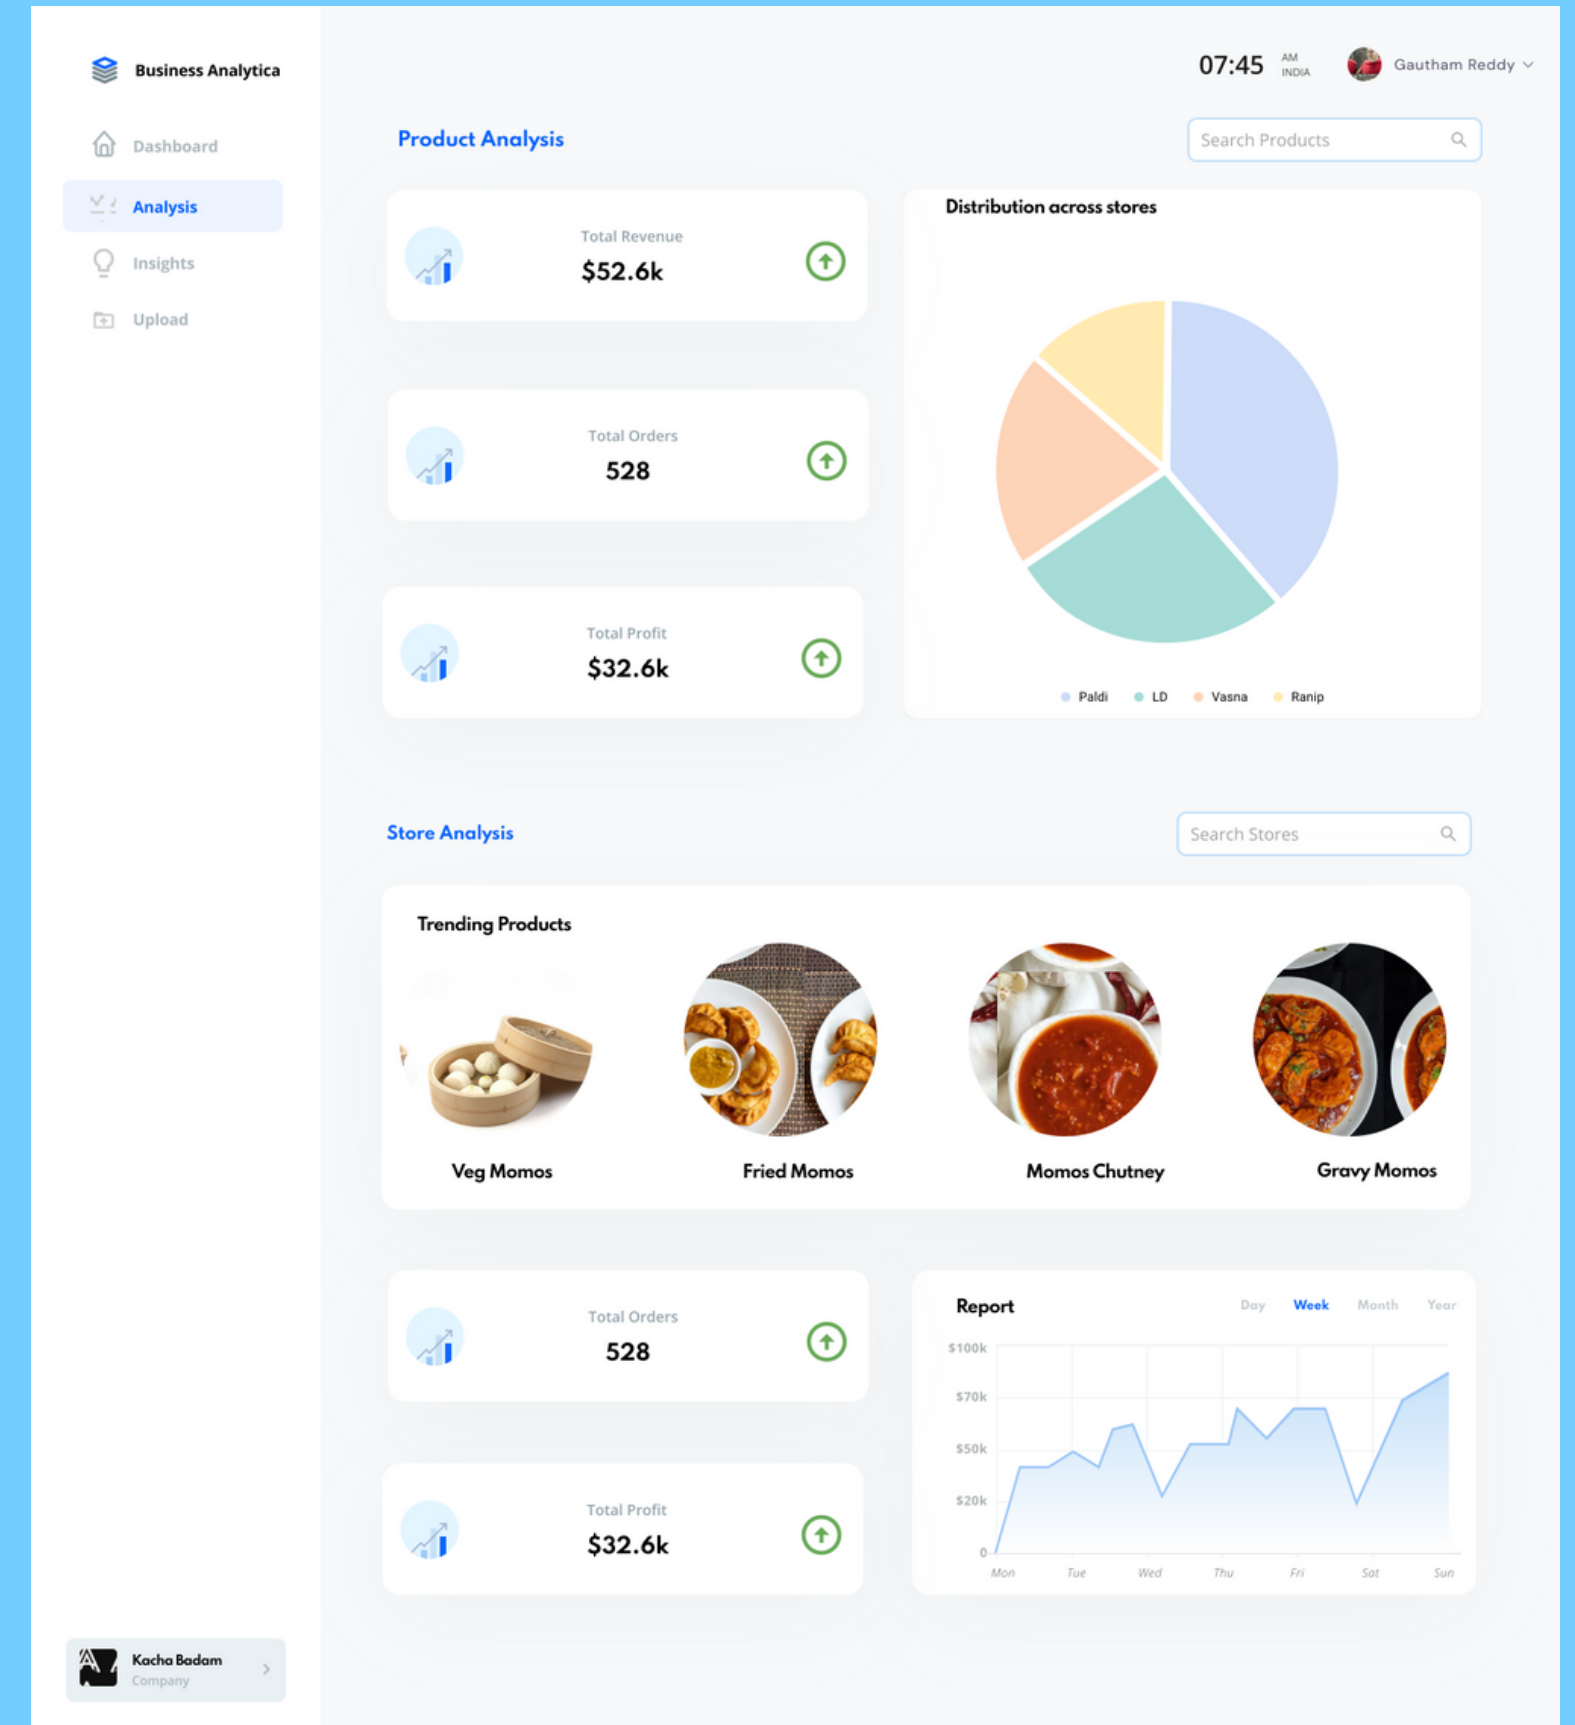 Business Analytica
07:45
AM
INDIA
Gautham Reddy
Dashboard
Analysis
Insights
Upload
Product Analysis
Search Products
Total Revenue
$52.6k
Total Orders
528
Total Profit
$32.6k
Distribution across stores
Paldi LD Vasna Ranip
Store Analysis
Search Stores
Trending Products
Veg Momos
Fried Momos
Momos Chutney
Gravy Momos
Total Orders
528
Total Profit
$32.6k
Report
Day Week Month Year
$100k
$70k
$50k
$20k
0
Mon Tue Wed Thu Fri Sat Sun
Kacha Badam
Company